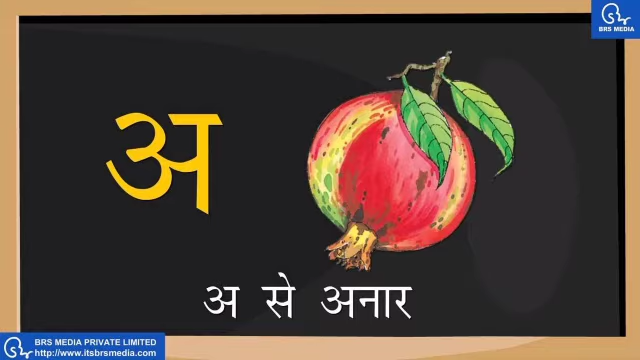 BRS MEDIA
अ
अ से अनार
BRS MEDIA PRIVATE LIMITED
http://www.itsbrsmedia.com